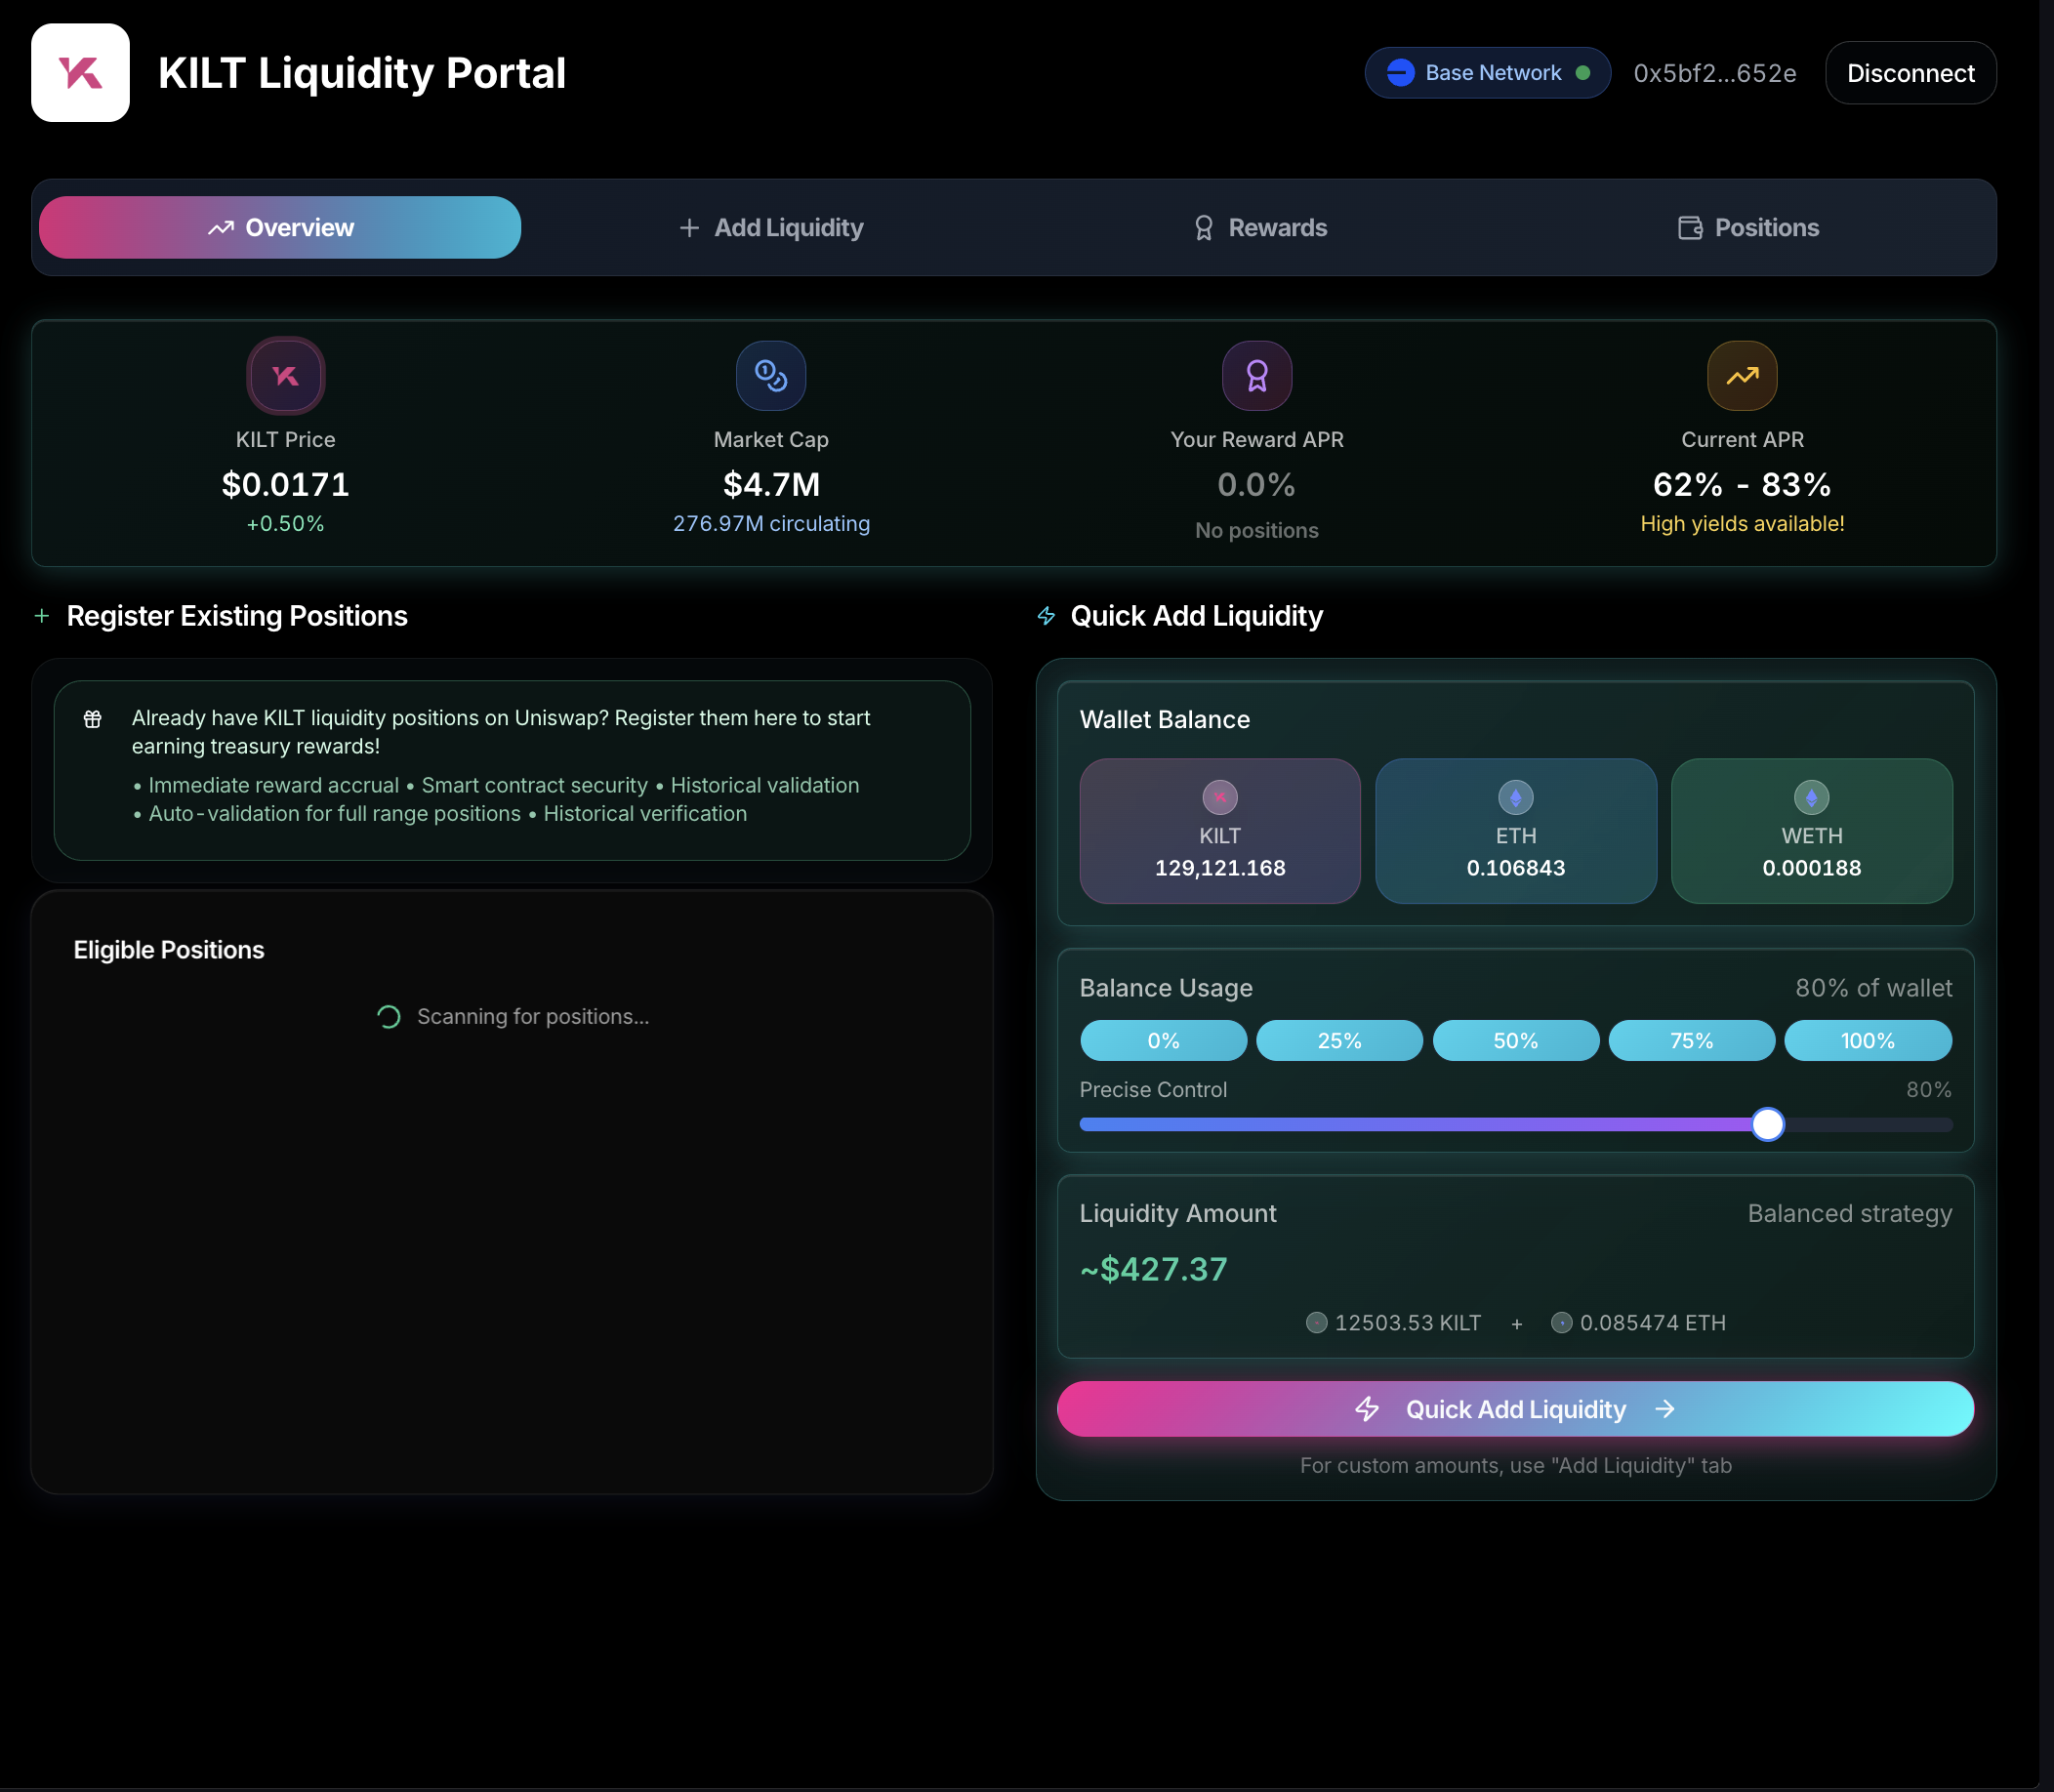 KILT Liquidity Portal
Base Network
0x5bf2...652e
Disconnect
Overview
Add Liquidity
Rewards
Positions
KILT Price
$0.0171
+0.50%
Market Cap
$4.7M
276.97M circulating
Your Reward APR
0.0%
No positions
Current APR
62% - 83%
High yields available!
Register Existing Positions
Already have KILT liquidity positions on Uniswap? Register them here to start
earning treasury rewards!
• Immediate reward accrual • Smart contract security • Historical validation
• Auto-validation for full range positions • Historical verification
Eligible Positions
Scanning for positions...
Quick Add Liquidity
Wallet Balance
KILT
129,121.168
ETH
0.106843
WETH
0.000188
Balance Usage
80% of wallet
0%
25%
50%
75%
100%
Precise Control
80%
Liquidity Amount
Balanced strategy
~$427.37
12503.53 KILT + 0.085474 ETH
Quick Add Liquidity
For custom amounts, use "Add Liquidity" tab